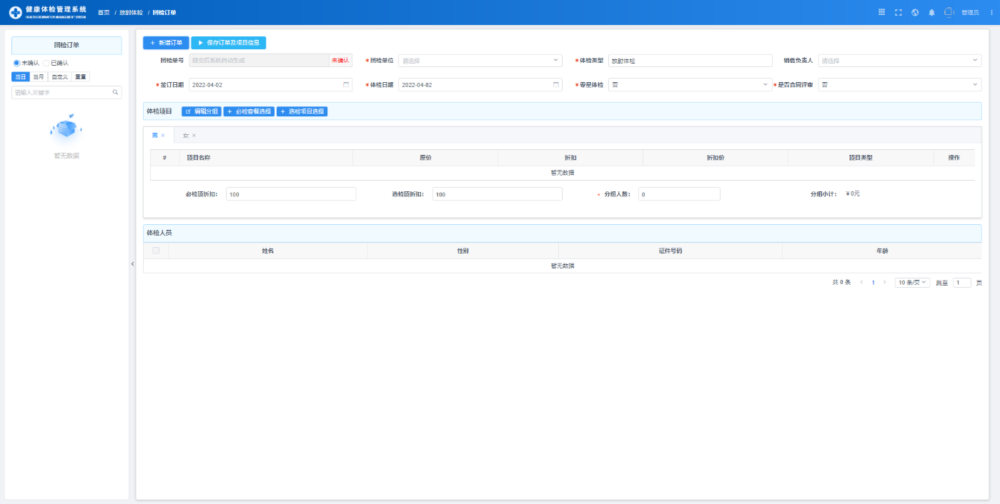 健康体检管理系统
首页 / 放射体检 / 团检订单
管理员
团检订单
未确认 已确认
当日 当月 自定义 重置
请输入关键字
暂无数据
+ 新增订单 保存订单及项目信息
团检单号 提交后系统自动生成 未确认 *团检单位 请选择 *体检类型 放射体检 销售负责人 请选择
*签订日期 2022-04-02 *体检日期 2022-04-02 *零星体检 否 *是否合同评审 否
体检项目 编辑分组 + 必检套餐选择 + 选检项目选择
男 × 女 ×
# 项目名称 原价 折扣 折扣价 项目类型 操作
暂无数据
必检项折扣: 100 选检项折扣: 100 * 分组人数: 0 分组小计: ￥0元
体检人员
姓名 性别 证件号码 年龄
暂无数据
共 0 条 < 1 > 10 条/页 跳至 1 页